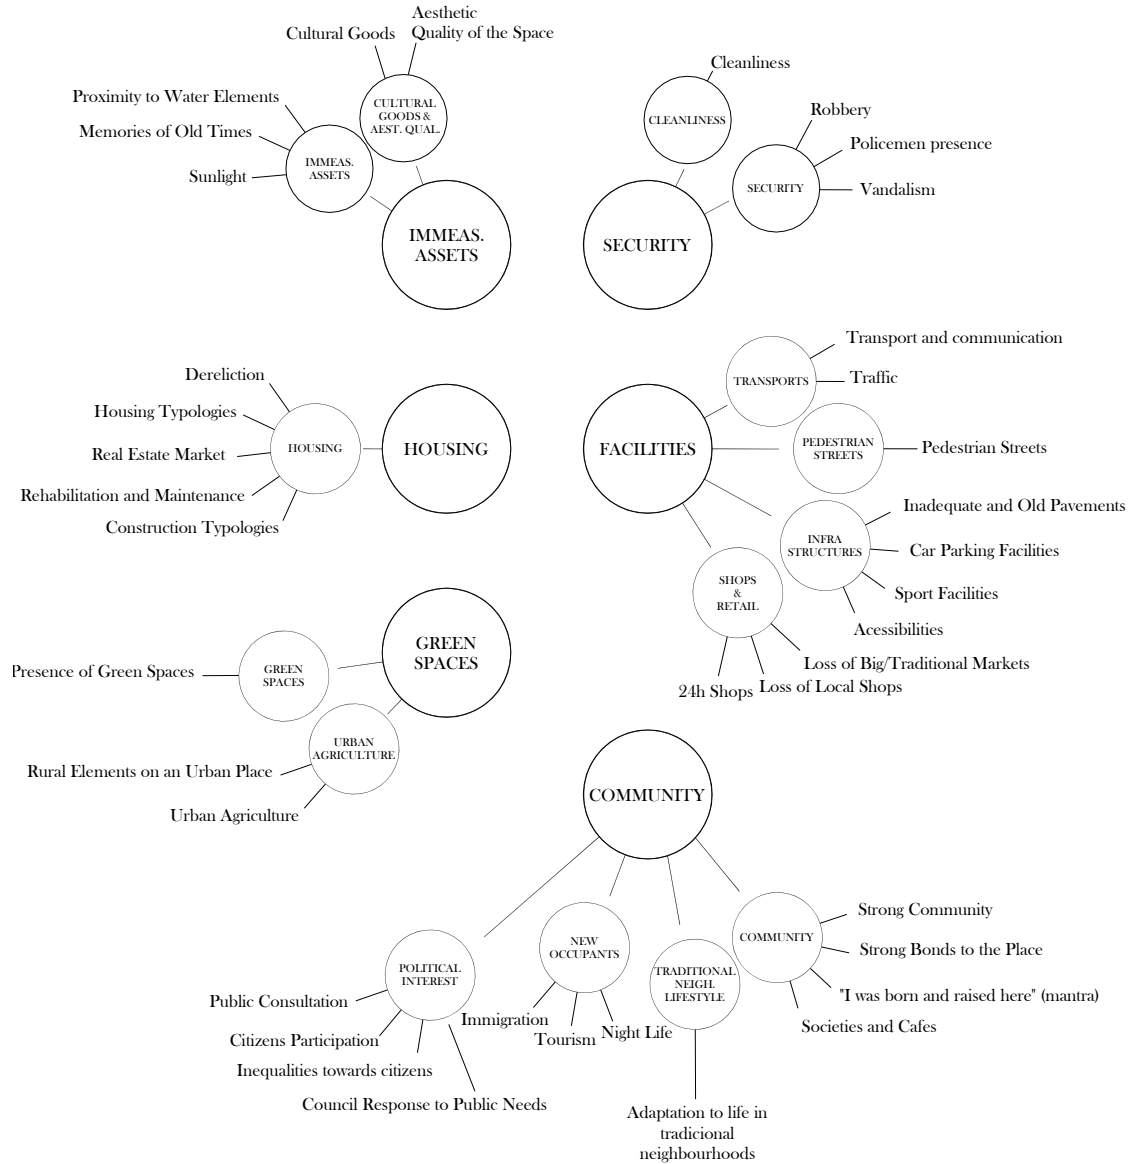 Aesthetic
Quality of the Space
Cultural Goods
CULTURAL
GOODS &
AEST. QUAL.
Proximity to Water Elements
Memories of Old Times
Sunlight
IMMEAS.
ASSETS
IMMEAS.
ASSETS
Cleanliness
CLEANLINESS
Robbery
Policemen presence
Vandalism
SECURITY
SECURITY
Dereliction
Housing Typologies
Real Estate Market
Rehabilitation and Maintenance
Construction Typologies
HOUSING
HOUSING
Transport and communication
Traffic
TRANSPORTS
FACILITIES
PEDESTRIAN
STREETS
Pedestrian Streets
Inadequate and Old Pavements
Car Parking Facilities
Sport Facilities
Acessibilities
INFRA
STRUCTURES
SHOPS
&
RETAIL
Loss of Big/Traditional Markets
Loss of Local Shops
24h Shops
GREEN
SPACES
GREEN
SPACES
Presence of Green Spaces
URBAN
AGRICULTURE
Rural Elements on an Urban Place
Urban Agriculture
COMMUNITY
POLITICAL
INTEREST
Public Consultation
Citizens Participation
Inequalities towards citizens
Council Response to Public Needs
NEW
OCCUPANTS
Immigration
Tourism
Night Life
TRADITIONAL
NEIGH.
LIFESTYLE
Adaptation to life in
tradicional
neighbourhoods
COMMUNITY
Strong Community
Strong Bonds to the Place
"I was born and raised here" (mantra)
Societies and Cafes